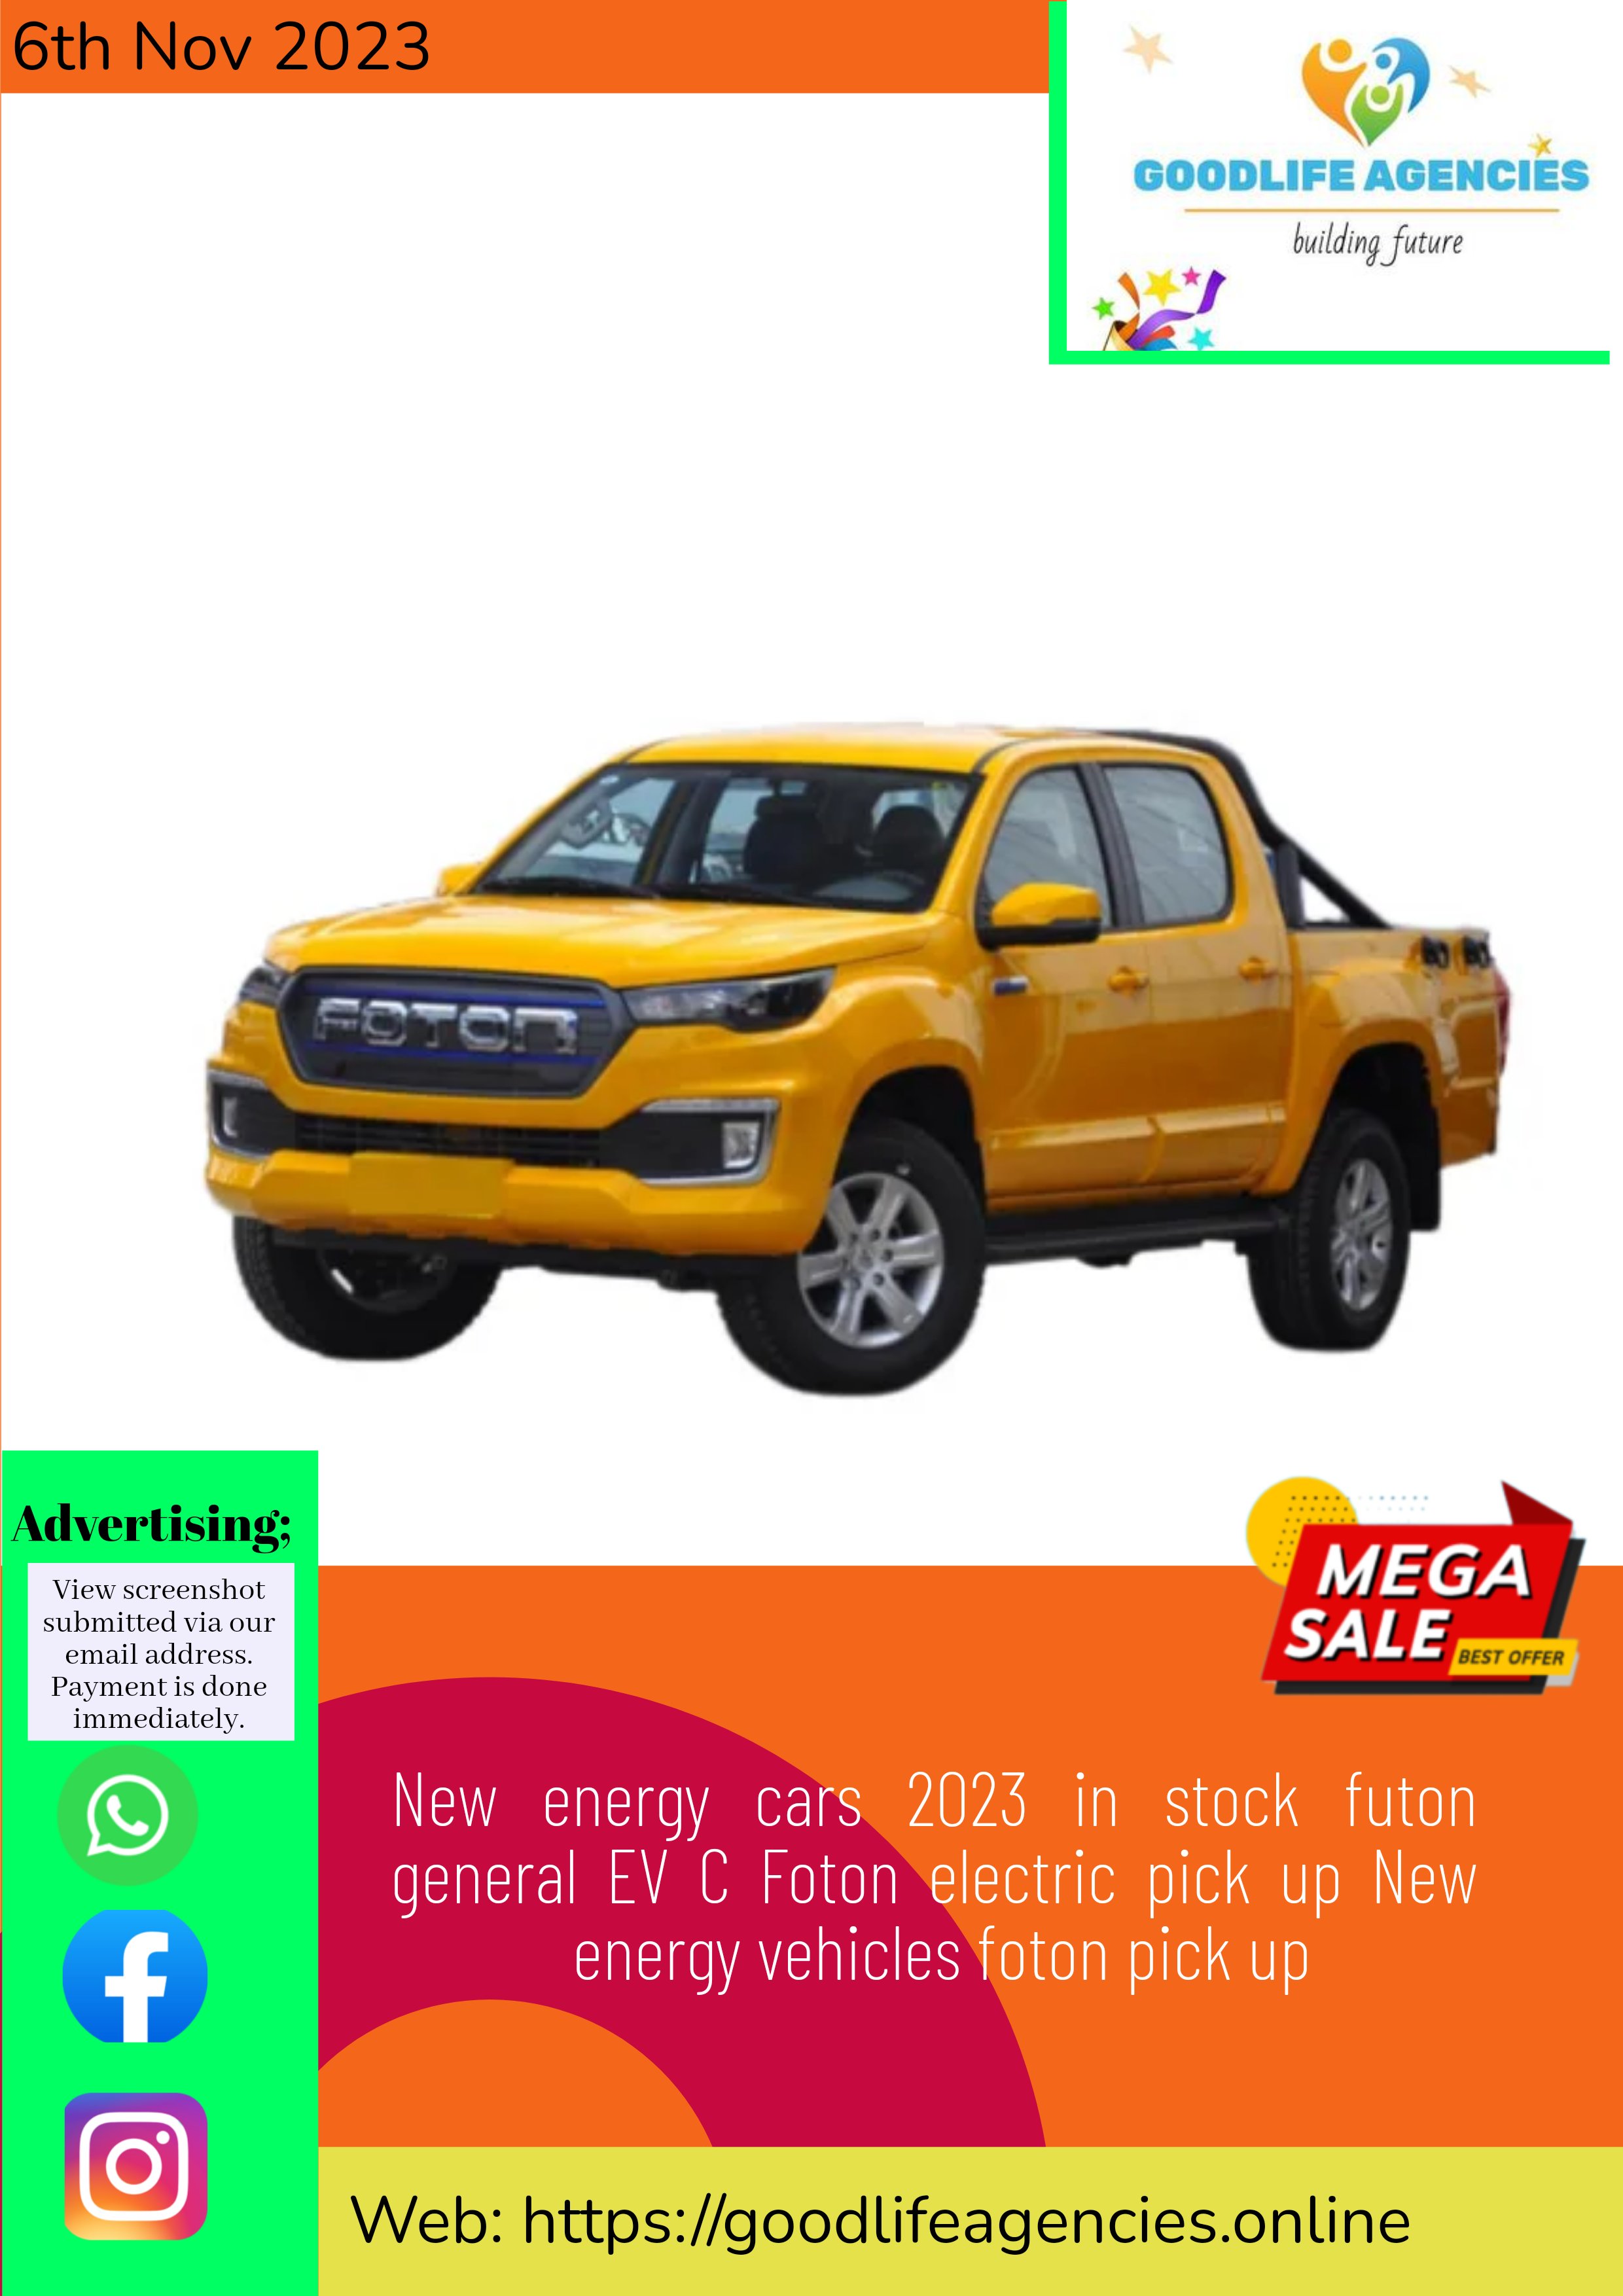 6th Nov 2023
GOODLIFE AGENCIES
building future
FOTON
Advertising;
View screenshot
submitted via our
email address.
Payment is done
immediately.
MEGA
SALE
BEST OFFER
New energy cars 2023 in stock futon
general EV C Foton electric pick up New
energy vehicles foton pick up
Web: https://goodlifeagencies.online